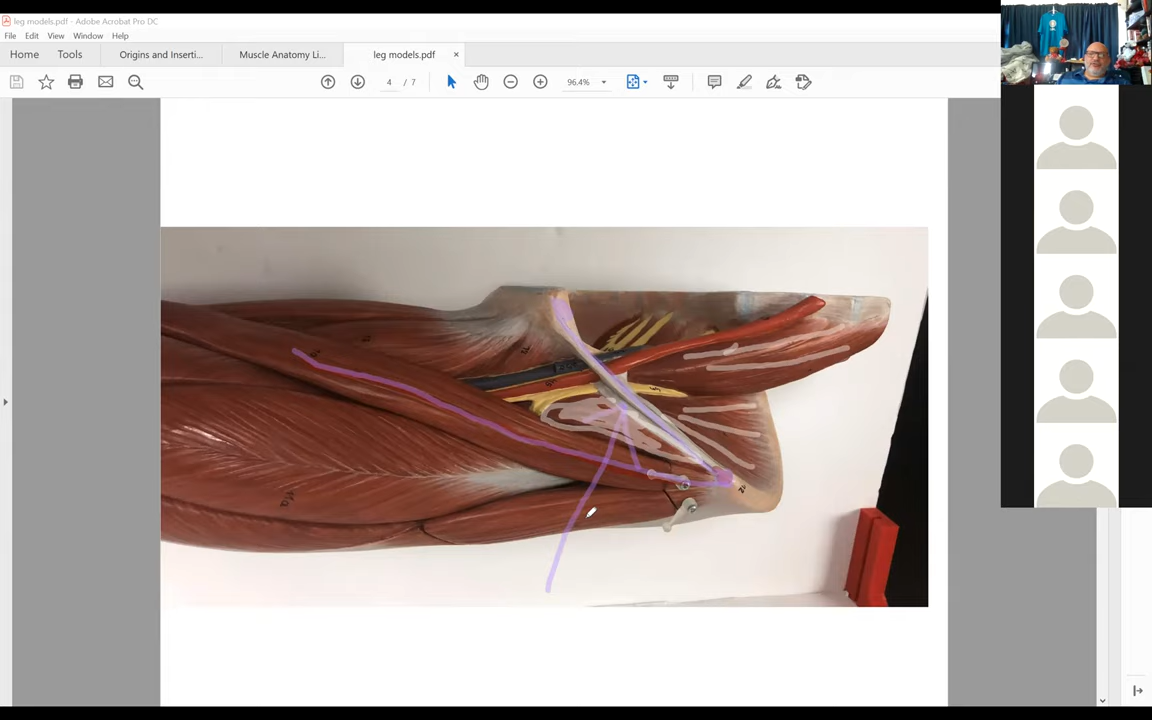 leg models.pdf - Adobe Acrobat Pro DC
File Edit View Window Help
Home Tools Origins and Inserti... Muscle Anatomy Li... leg models.pdf ×
4 / 7 96.4%
11a